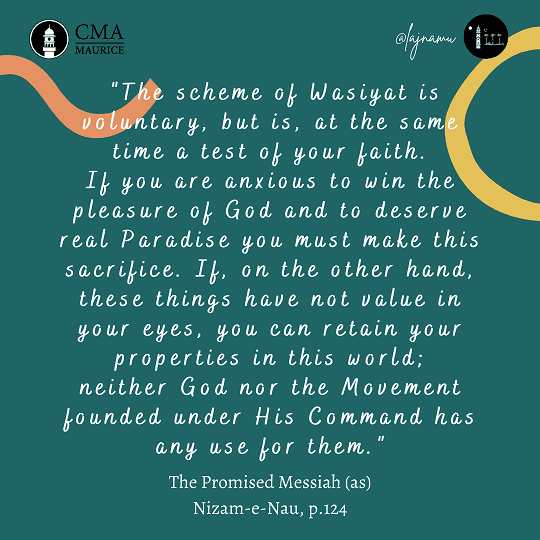 CMA
MAURICE
@lajnamu
"The scheme of Wasiyat is
voluntary, but is, at the same
time a test of your faith.
If you are anxious to win the
pleasure of God and to deserve
real Paradise you must make this
sacrifice. If, on the other hand,
these things have not value in
your eyes, you can retain your
properties in this world;
neither God nor the Movement
founded under His Command has
any use for them."
The Promised Messiah (as)
Nizam-e-Nau, p.124